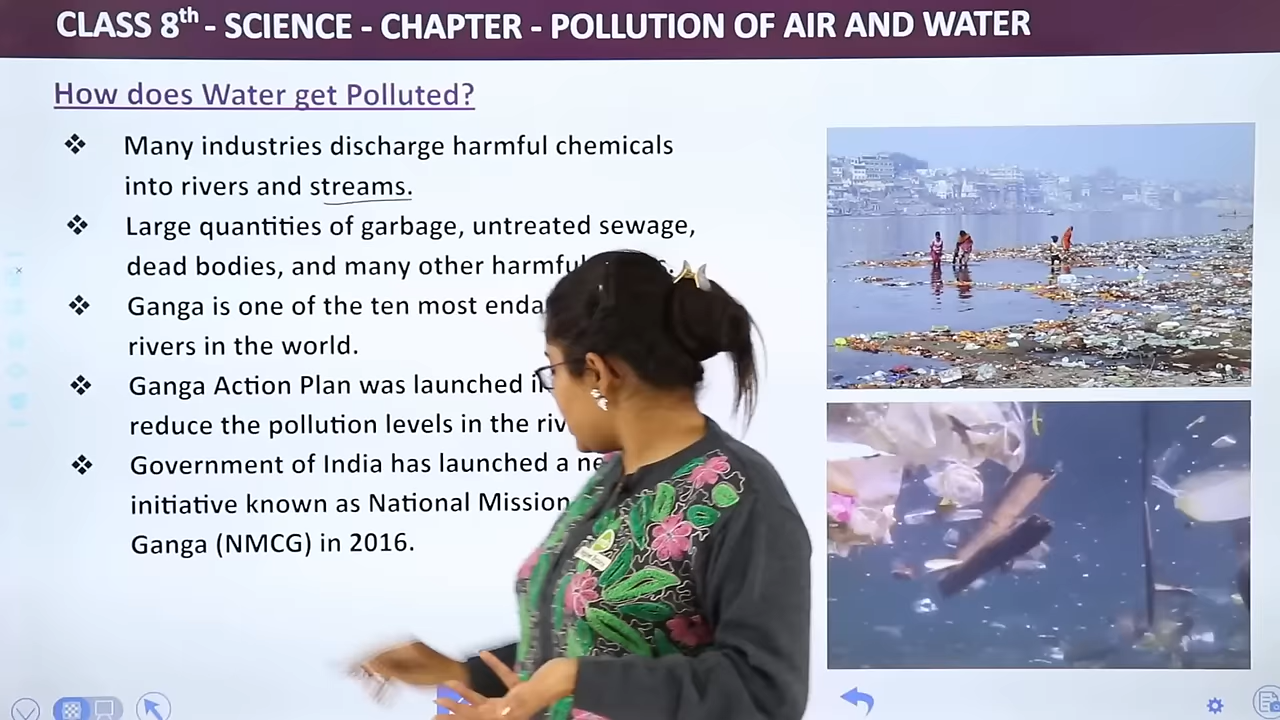 CLASS 8th - SCIENCE - CHAPTER - POLLUTION OF AIR AND WATER
How does Water get Polluted?
❖ Many industries discharge harmful chemicals
into rivers and streams.
❖ Large quantities of garbage, untreated sewage,
dead bodies, and many other harmful
❖ Ganga is one of the ten most
rivers in the world.
❖ Ganga Action Plan was launched
reduce the pollution levels in the
❖ Government of India has launched a
initiative known as National Mission
Ganga (NMCG) in 2016.